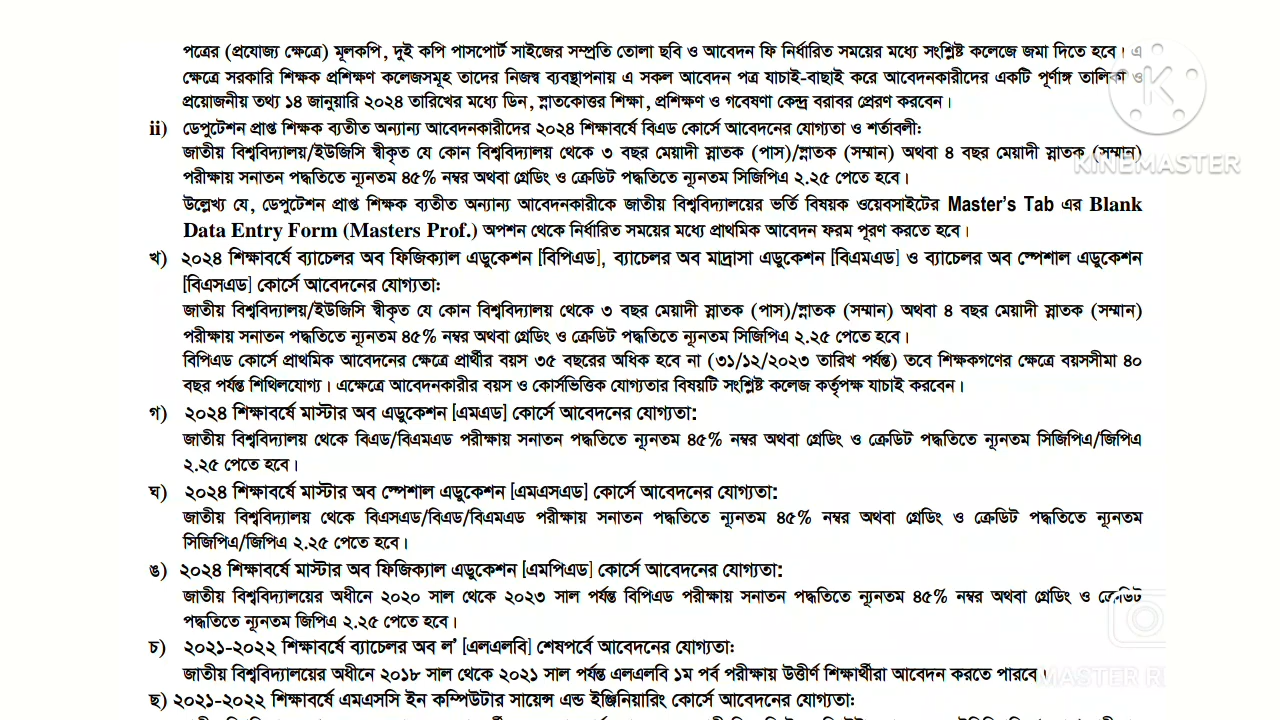 পত্রের (প্রযোজ্য ক্ষেত্রে) মূলকপি, দুই কপি পাসপোর্ট সাইজের সম্প্রতি তোলা ছবি ও আবেদন ফি নির্ধারিত সময়ের মধ্যে সংশ্লিষ্ট কলেজে জমা দিতে হবে। এ
ক্ষেত্রে সরকারি শিক্ষক প্রশিক্ষণ কলেজসমূহ তাদের নিজস্ব ব্যবস্থাপনায় এ সকল আবেদন পত্র যাচাই-বাছাই করে আবেদনকারীদের একটি পূর্ণাঙ্গ তালিকা ও
প্রয়োজনীয় তথ্য ১৪ জানুয়ারি ২০২৪ তারিখের মধ্যে ডিন, স্নাতকোত্তর শিক্ষা, প্রশিক্ষণ ও গবেষণা কেন্দ্র বরাবর প্রেরণ করবেন।
ii) ডেপুটেশন প্রাপ্ত শিক্ষক ব্যতীত অন্যান্য আবেদনকারীদের ২০২৪ শিক্ষাবর্ষে বিএড কোর্সে আবেদনের যোগ্যতা ও শর্তাবলী:
জাতীয় বিশ্ববিদ্যালয়/ইউজিসি স্বীকৃত যে কোন বিশ্ববিদ্যালয় থেকে ৩ বছর মেয়াদী স্নাতক (পাস)/স্নাতক (সম্মান) অথবা ৪ বছর মেয়াদী স্নাতক (সম্মান)
পরীক্ষায় সনাতন পদ্ধতিতে ন্যূনতম ৪৫% নম্বর অথবা গ্রেডিং ও ক্রেডিট পদ্ধতিতে ন্যূনতম সিজিপিএ ২.২৫ পেতে হবে।
উল্লেখ্য যে, ডেপুটেশন প্রাপ্ত শিক্ষক ব্যতীত অন্যান্য আবেদনকারীকে জাতীয় বিশ্ববিদ্যালয়ের ভর্তি বিষয়ক ওয়েবসাইটের Master's Tab এর Blank
Data Entry Form (Masters Prof.) অপশন থেকে নির্ধারিত সময়ের মধ্যে প্রাথমিক আবেদন ফরম পূরণ করতে হবে।
খ) ২০২৪ শিক্ষাবর্ষে ব্যাচেলর অব ফিজিক্যাল এডুকেশন [বিপিএড], ব্যাচেলর অব মাদ্রাসা এডুকেশন [বিএমএড] ও ব্যাচেলর অব স্পেশাল এডুকেশন
[বিএসএড] কোর্সে আবেদনের যোগ্যতা:
জাতীয় বিশ্ববিদ্যালয়/ইউজিসি স্বীকৃত যে কোন বিশ্ববিদ্যালয় থেকে ৩ বছর মেয়াদী স্নাতক (পাস)/স্নাতক (সম্মান) অথবা ৪ বছর মেয়াদী স্নাতক (সম্মান)
পরীক্ষায় সনাতন পদ্ধতিতে ন্যূনতম ৪৫% নম্বর অথবা গ্রেডিং ও ক্রেডিট পদ্ধতিতে ন্যূনতম সিজিপিএ ২.২৫ পেতে হবে।
বিপিএড কোর্সে প্রাথমিক আবেদনের ক্ষেত্রে প্রার্থীর বয়স ৩৫ বছরের অধিক হবে না (৩১/১২/২০২৩ তারিখ পর্যন্ত) তবে শিক্ষকগণের ক্ষেত্রে বয়সসীমা ৪০
বছর পর্যন্ত শিথিলযোগ্য। এক্ষেত্রে আবেদনকারীর বয়স ও কোর্সভিত্তিক যোগ্যতার বিষয়টি সংশ্লিষ্ট কলেজ কর্তৃপক্ষ যাচাই করবেন।
গ) ২০২৪ শিক্ষাবর্ষে মাস্টার অব এডুকেশন [এমএড] কোর্সে আবেদনের যোগ্যতা:
জাতীয় বিশ্ববিদ্যালয় থেকে বিএড/বিএমএড পরীক্ষায় সনাতন পদ্ধতিতে ন্যূনতম ৪৫% নম্বর অথবা গ্রেডিং ও ক্রেডিট পদ্ধতিতে ন্যূনতম সিজিপিএ/জিপিএ
২.২৫ পেতে হবে।
ঘ) ২০২৪ শিক্ষাবর্ষে মাস্টার অব স্পেশাল এডুকেশন [এমএসএড] কোর্সে আবেদনের যোগ্যতা:
জাতীয় বিশ্ববিদ্যালয় থেকে বিএসএড/বিএড/বিএমএড পরীক্ষায় সনাতন পদ্ধতিতে ন্যূনতম ৪৫% নম্বর অথবা গ্রেডিং ও ক্রেডিট পদ্ধতিতে ন্যূনতম
সিজিপিএ/জিপিএ ২.২৫ পেতে হবে।
ঙ) ২০২৪ শিক্ষাবর্ষে মাস্টার অব ফিজিক্যাল এডুকেশন [এমপিএড] কোর্সে আবেদনের যোগ্যতা:
জাতীয় বিশ্ববিদ্যালয়ের অধীনে ২০২০ সাল থেকে ২০২৩ সাল পর্যন্ত বিপিএড পরীক্ষায় সনাতন পদ্ধতিতে ন্যূনতম ৪৫% নম্বর অথবা গ্রেডিং ও ক্রেডিট
পদ্ধতিতে ন্যূনতম জিপিএ ২.২৫ পেতে হবে।
চ) ২০২১-২০২২ শিক্ষাবর্ষে ব্যাচেলর অব ল' [এলএলবি] শেষপর্বে আবেদনের যোগ্যতা:
জাতীয় বিশ্ববিদ্যালয়ের অধীনে ২০১৮ সাল থেকে ২০২১ সাল পর্যন্ত এলএলবি ১ম পর্ব পরীক্ষায় উত্তীর্ণ শিক্ষার্থীরা আবেদন করতে পারবে।
ছ) ২০২১-২০২২ শিক্ষাবর্ষে এমএসসি ইন কম্পিউটার সায়েন্স এন্ড ইঞ্জিনিয়ারিং কোর্সে আবেদনের যোগ্যতা:
K
KINEMASTER
MASTER R